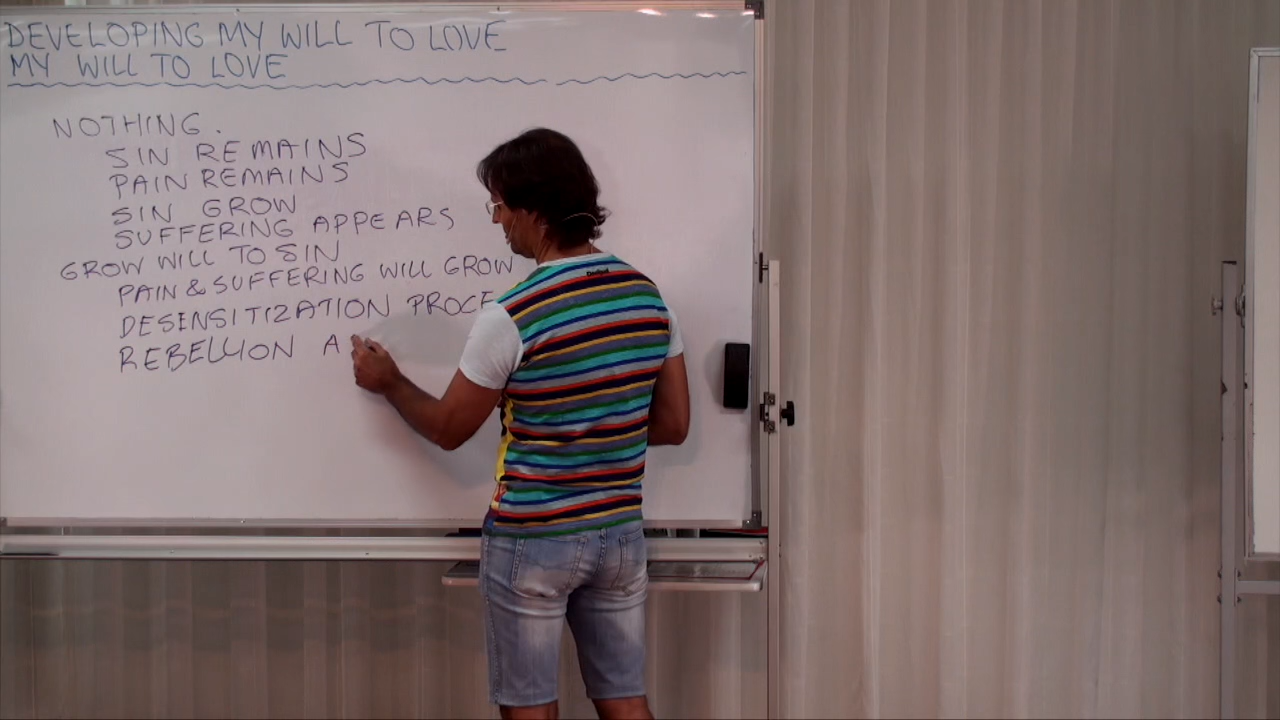 DEVELOPING MY WILL TO LOVE
MY WILL TO LOVE
NOTHING.
SIN REMAINS
PAIN REMAINS
SIN GROW
SUFFERING APPEARS
GROW WILL TO SIN
PAIN & SUFFERING WILL GROW
DESENSITIZATION PROCE
REBELLION A